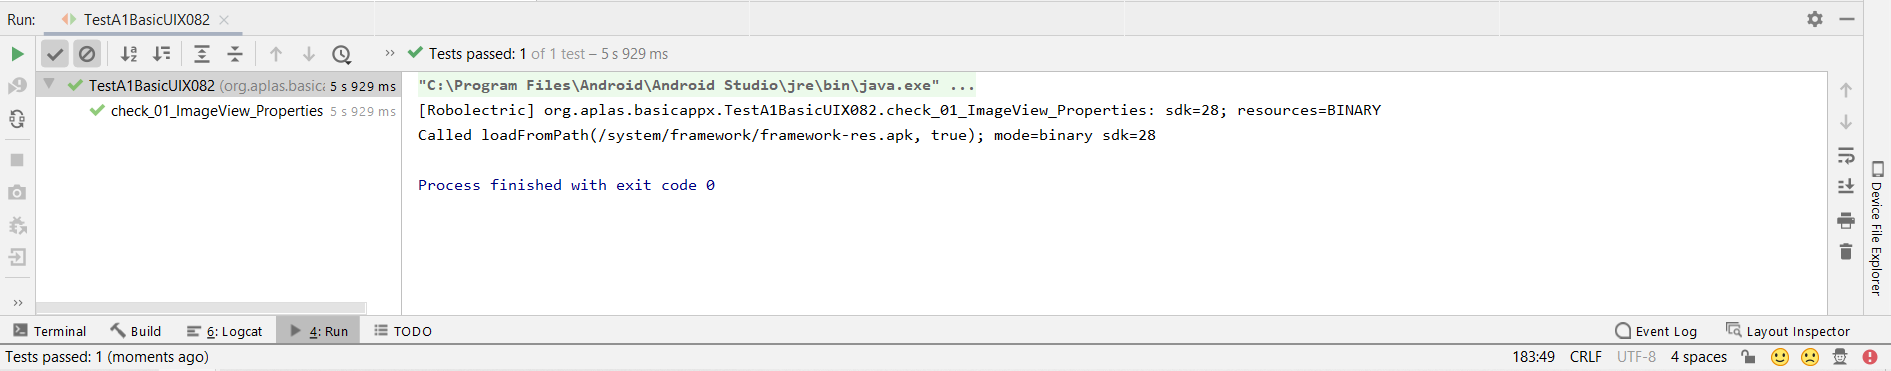 Run: TestA1BasicUIX082
Tests passed: 1 of 1 test – 5 s 929 ms
TestA1BasicUIX082 (org.aplas.basica 5 s 929 ms
check_01_ImageView_Properties 5 s 929 ms
"C:\Program Files\Android\Android Studio\jre\bin\java.exe" ...
[Robolectric] org.aplas.basicappx.TestA1BasicUIX082.check_01_ImageView_Properties: sdk=28; resources=BINARY
Called loadFromPath(/system/framework/framework-res.apk, true); mode=binary sdk=28
Process finished with exit code 0
Device File Explorer
Terminal Build 6: Logcat 4: Run TODO Event Log Layout Inspector
Tests passed: 1 (moments ago) 183:49 CRLF UTF-8 4 spaces